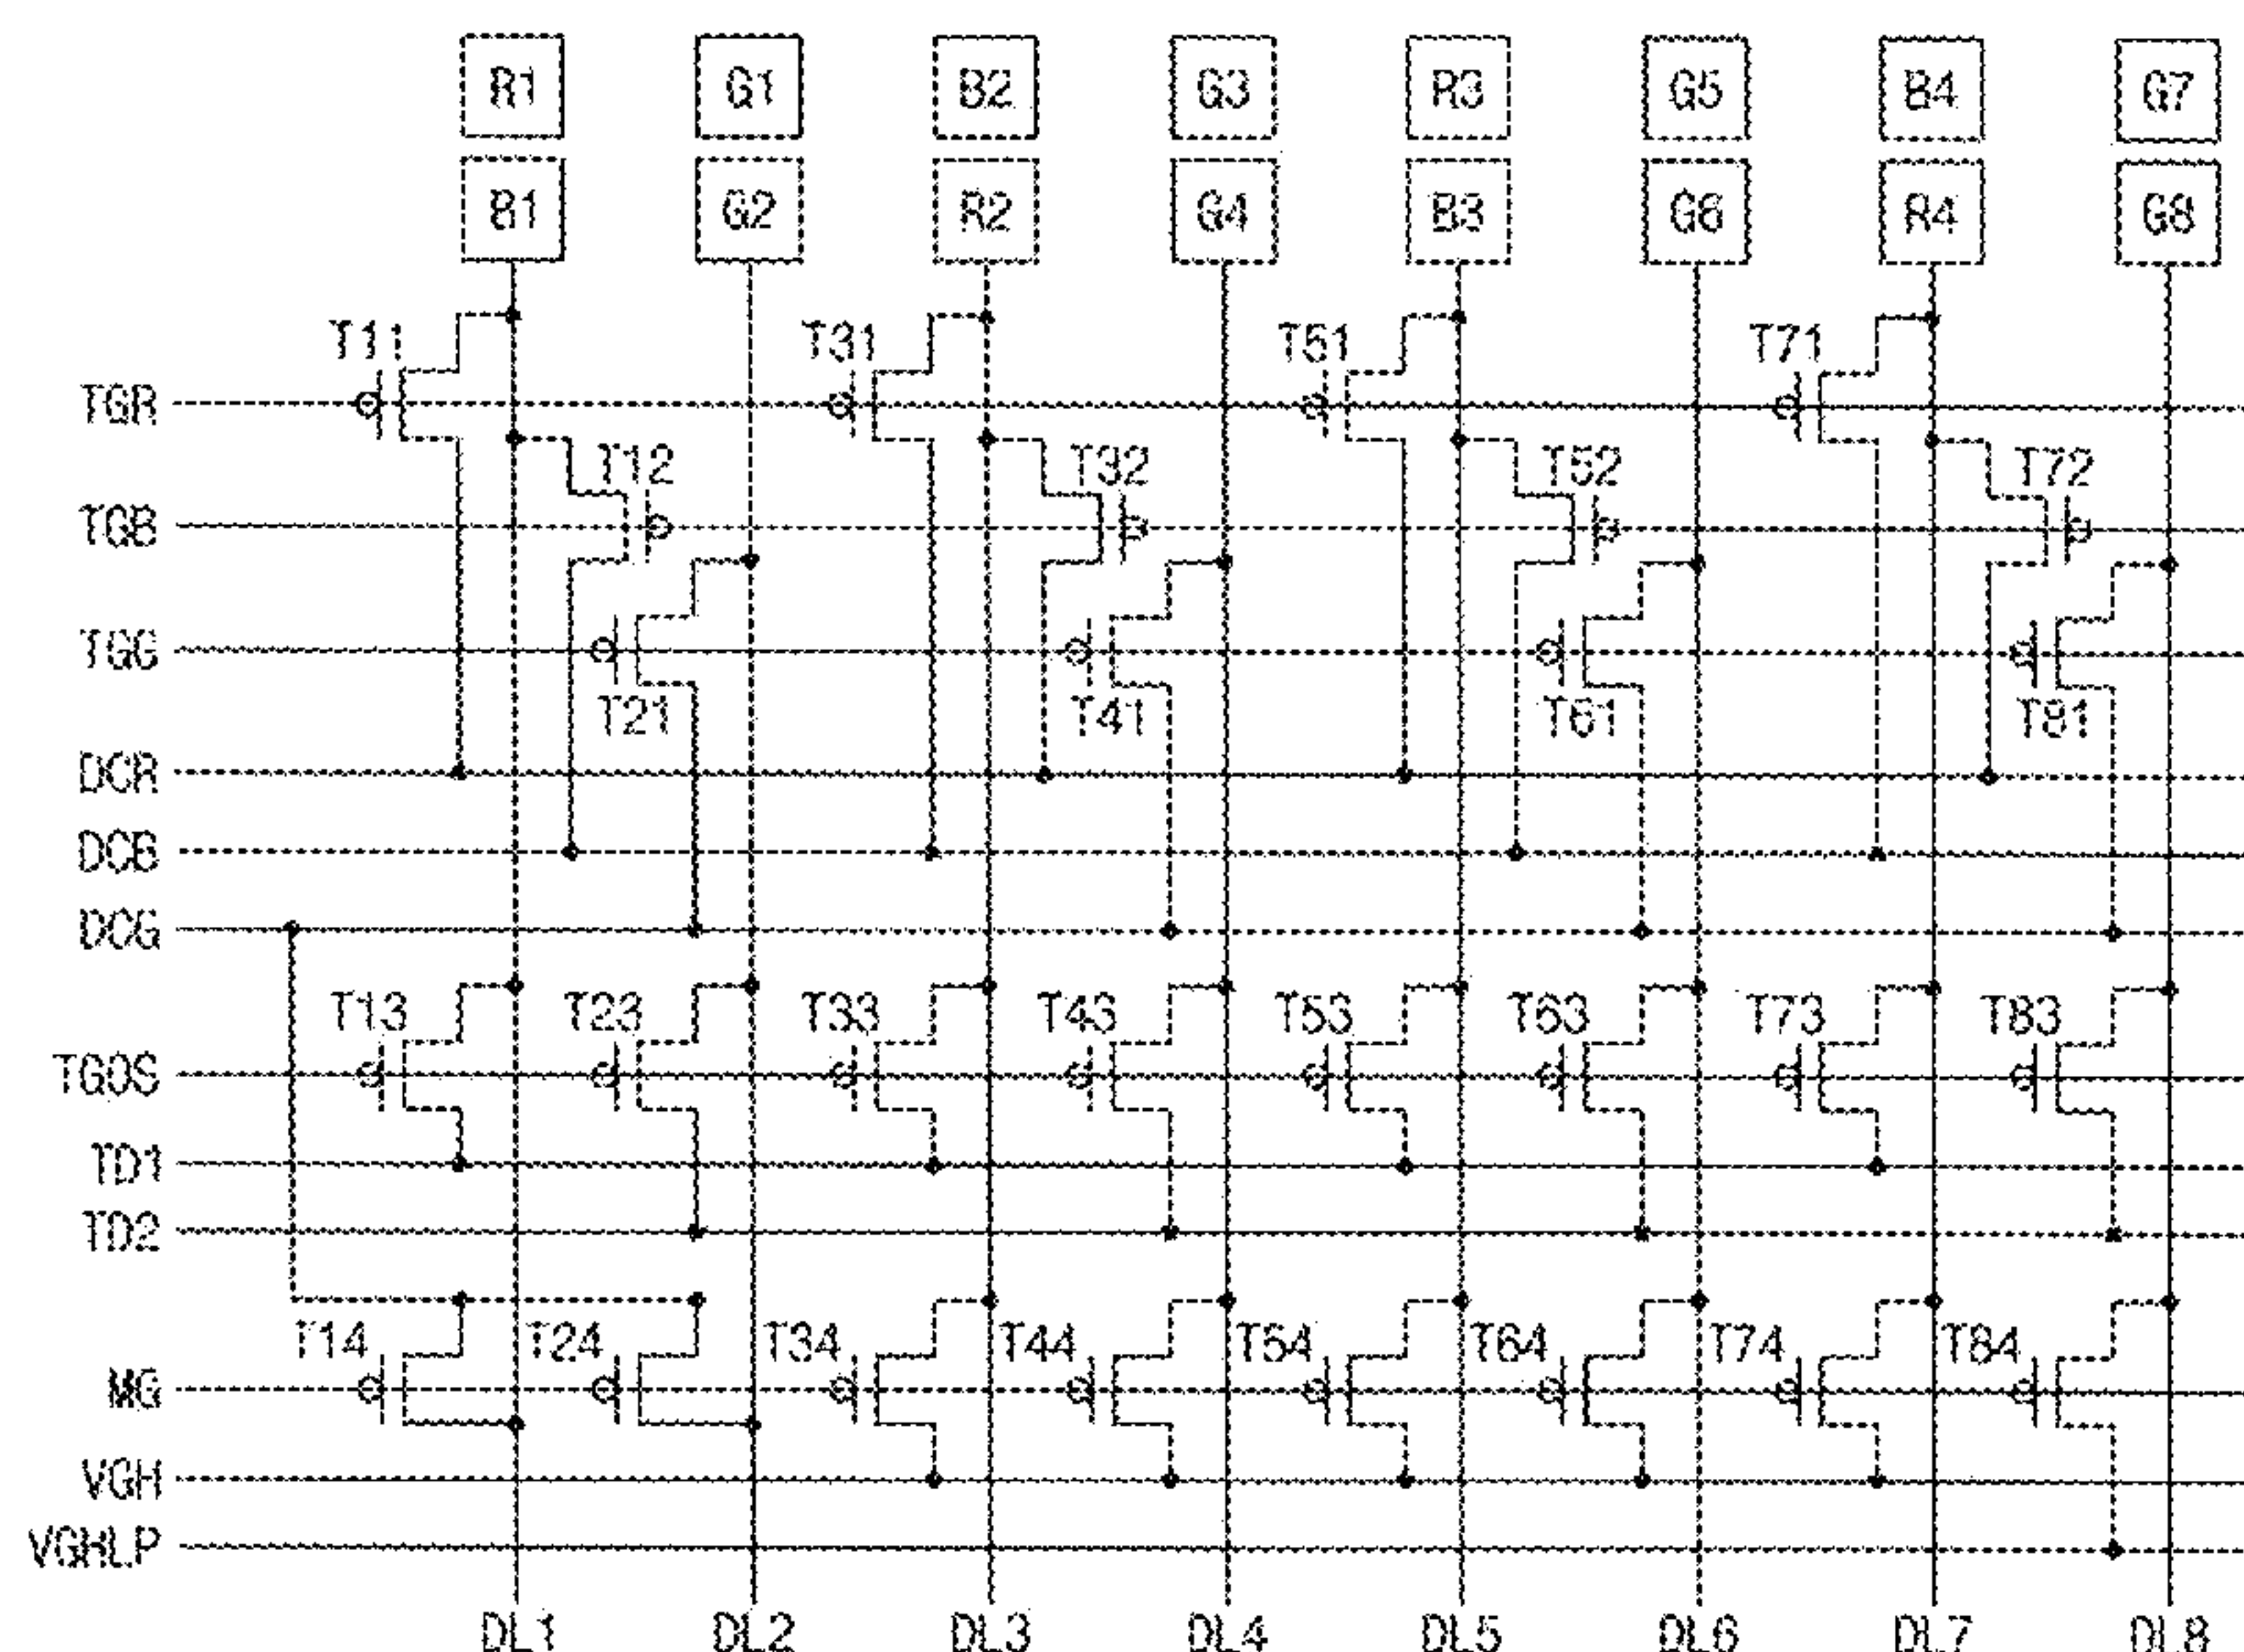 R1 G1 B2 G3 R3 G5 B4 G7
B1 G2 R2 G4 B3 G6 R4 G8
T11 T31 T51 T71
TGR
T12 T32 T52 T72
TGB
TGG
T21 T41 T61 T81
DCR
DCB
DCG
T13 T23 T33 T43 T53 T63 T73 T83
TGOS
TD1
TD2
T14 T24 T34 T44 T54 T64 T74 T84
MG
VGH
VGHLP
DL1 DL2 DL3 DL4 DL5 DL6 DL7 DL8